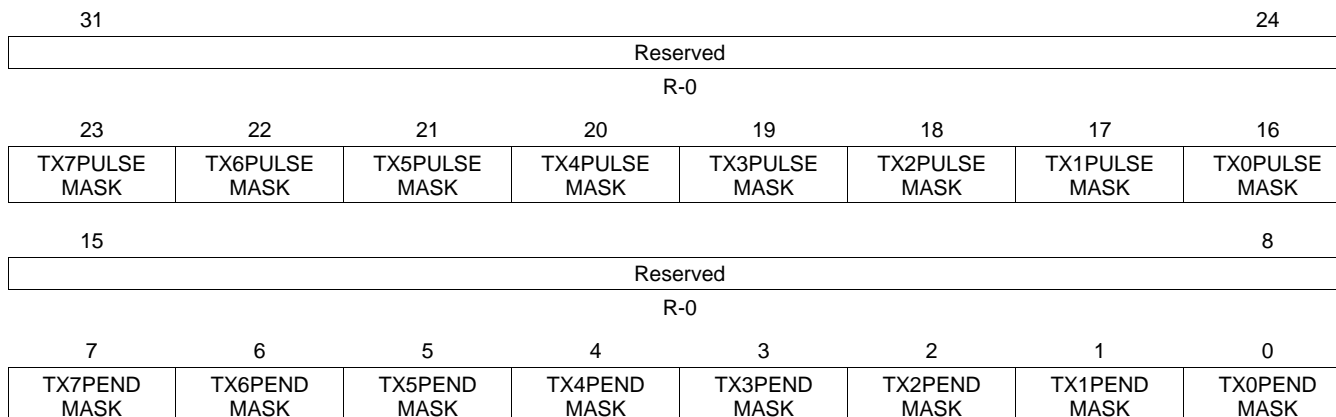 31 24
Reserved
R-0
23 22 21 20 19 18 17 16
TX7PULSE TX6PULSE TX5PULSE TX4PULSE TX3PULSE TX2PULSE TX1PULSE TX0PULSE
MASK MASK MASK MASK MASK MASK MASK MASK
15 8
Reserved
R-0
7 6 5 4 3 2 1 0
TX7PEND TX6PEND TX5PEND TX4PEND TX3PEND TX2PEND TX1PEND TX0PEND
MASK MASK MASK MASK MASK MASK MASK MASK